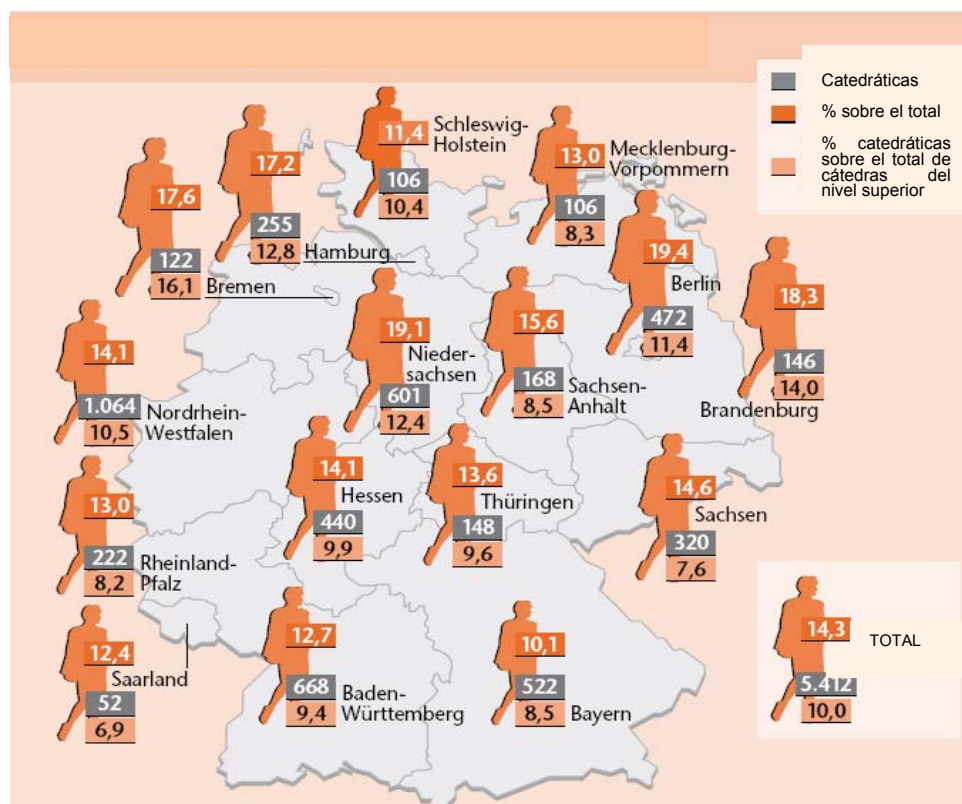 Catedráticas
% sobre el total
% catedráticas
sobre el total de
cátedras del
nivel superior
11,4
Schleswig-
Holstein
106
10,4
13,0
Mecklenburg-
Vorpommern
106
8,3
17,2
255
12,8
Hamburg
17,6
122
16,1
Bremen
19,4
Berlin
472
11,4
18,3
146
14,0
Brandenburg
14,1
1.064
10,5
Nordrhein-
Westfalen
19,1
Nieder-
sachsen
601
12,4
15,6
168
8,5
Sachsen-
Anhalt
14,1
Hessen
440
9,9
13,6
Thüringen
148
9,6
14,6
Sachsen
320
7,6
13,0
222
8,2
Rheinland-
Pfalz
12,4
Saarland
52
6,9
12,7
668
9,4
Baden-
Württemberg
10,1
522
8,5
Bayern
14,3
TOTAL
5.412
10,0